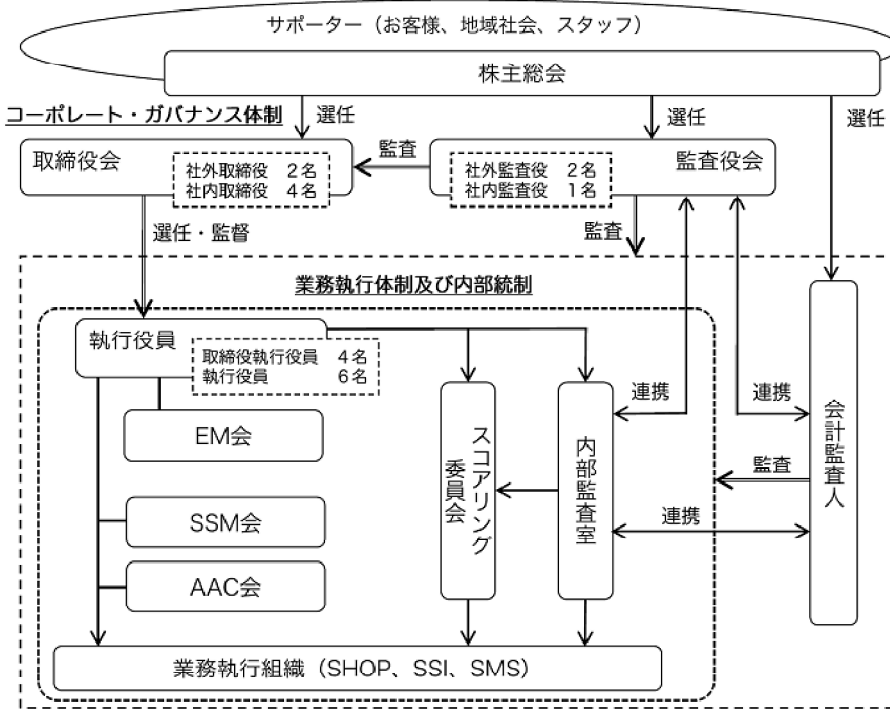 サポーター（お客様、地域社会、スタッフ）
株主総会
コーポレート・ガバナンス体制
選任
選任
選任
取締役会
社外取締役 2名
社内取締役 4名
監査
監査役会
社外監査役 2名
社内監査役 1名
選任・監督
監査
業務執行体制及び内部統制
執行役員
取締役執行役員 4名
執行役員 6名
EM会
SSM会
AAC会
スコアリング
委員会
内部監査室
連携
連携
監査
連携
会計監査人
業務執行組織（SHOP、SSI、SMS）